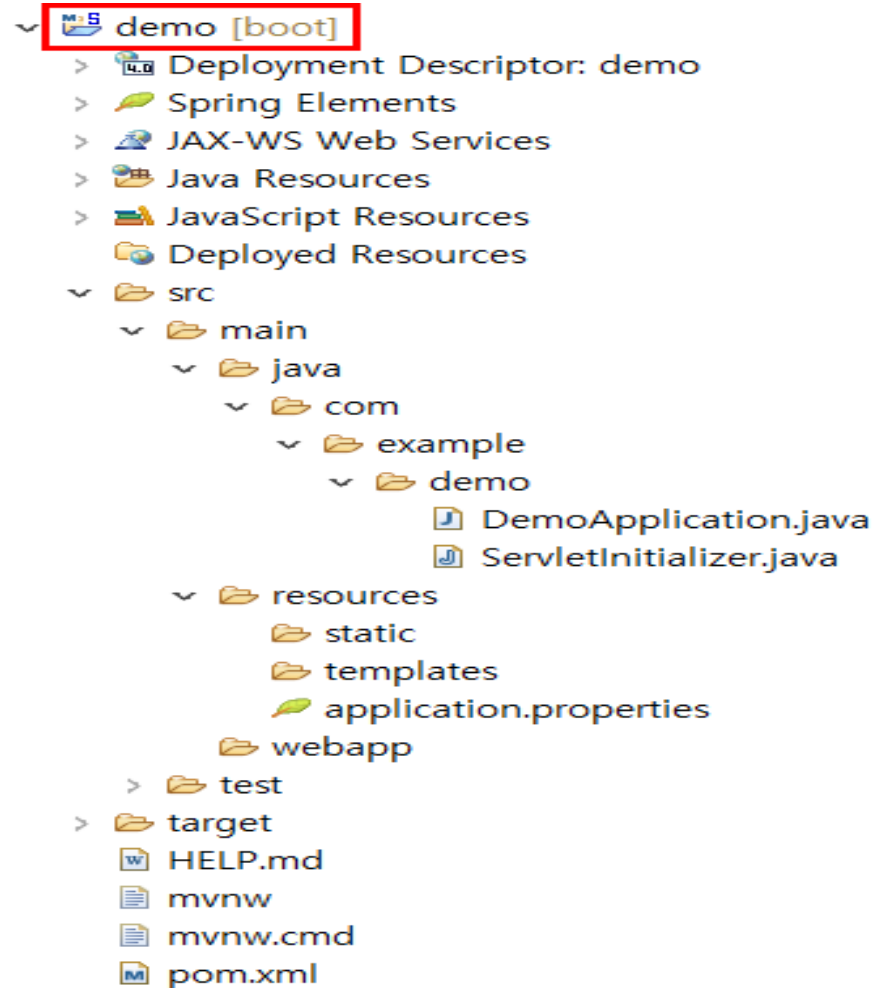 demo [boot]
Deployment Descriptor: demo
Spring Elements
JAX-WS Web Services
Java Resources
JavaScript Resources
Deployed Resources
src
main
java
com
example
demo
DemoApplication.java
ServletInitializer.java
resources
static
templates
application.properties
webapp
test
target
HELP.md
mvnw
mvnw.cmd
pom.xml